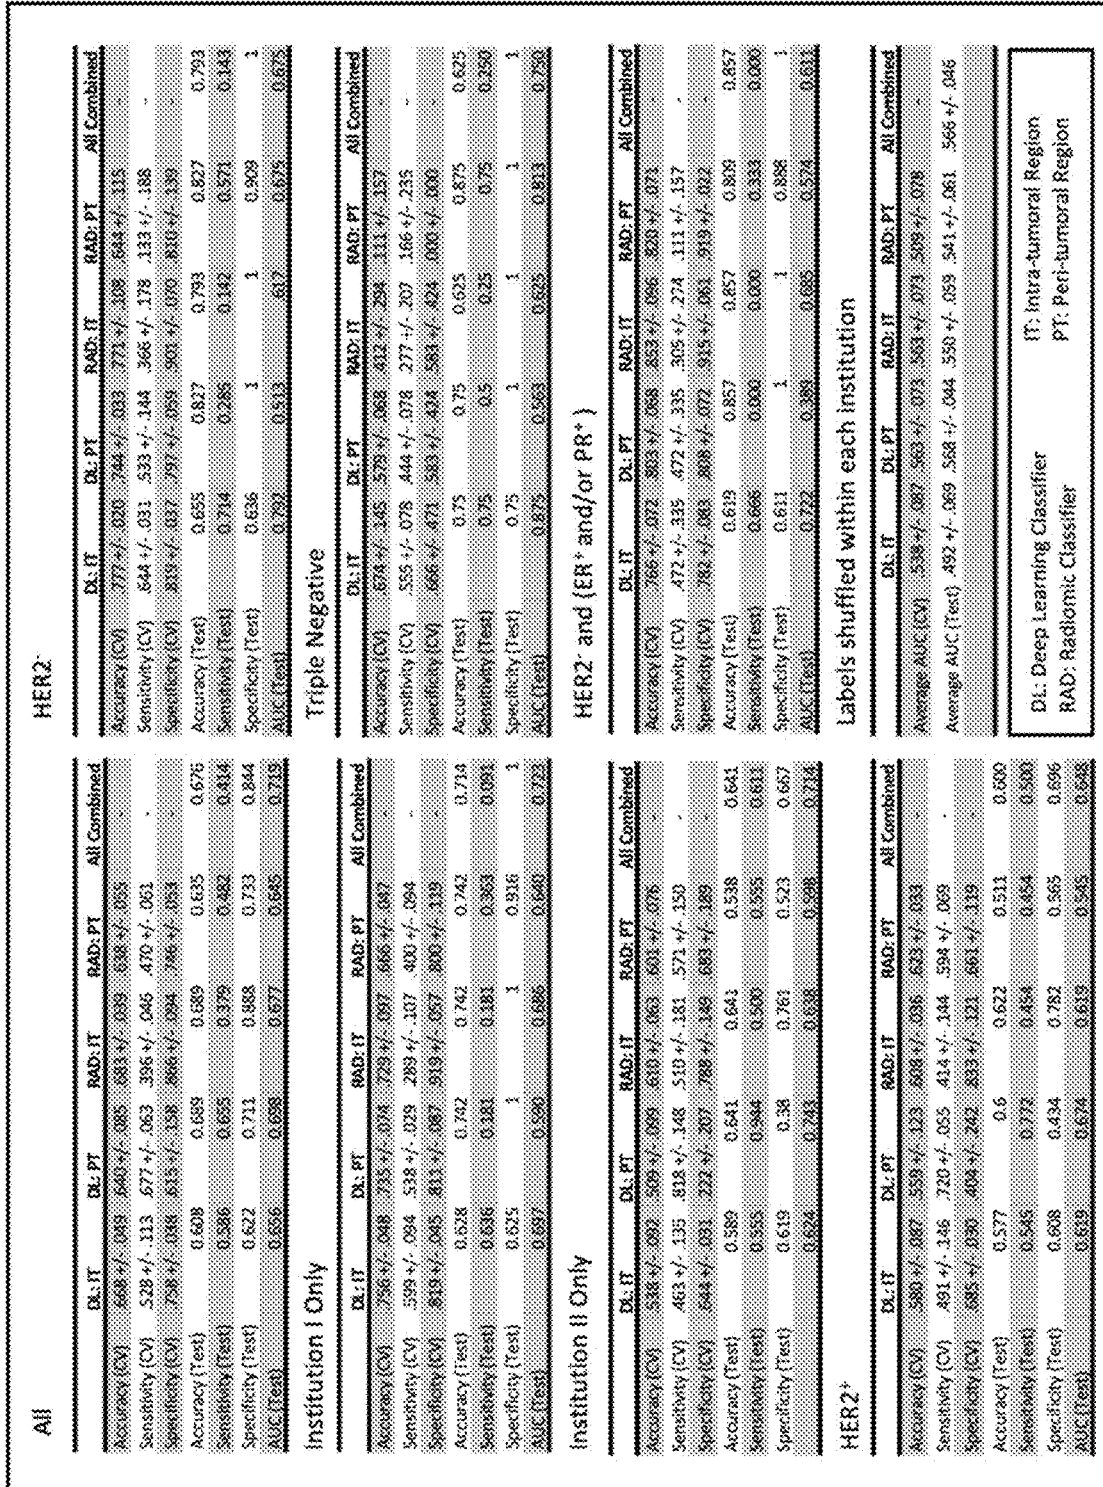 All
DL: IT DL: PT RAD: IT RAD: PT All Combined
Accuracy (CV) .668 +/- .049 .640 +/- .085 .683 +/- .039 .638 +/- .055 -
Sensitivity (CV) .528 +/- .113 .677 +/- .063 .396 +/- .046 .470 +/- .061 -
Specificity (CV) .758 +/- .038 .615 +/- .198 .866 +/- .094 .746 +/- .053 -
Accuracy (Test) 0.608 0.689 0.689 0.635 0.676
Sensitivity (Test) 0.586 0.655 0.379 0.482 0.414
Specificity (Test) 0.622 0.711 0.888 0.733 0.844
AUC (Test) 0.656 0.698 0.677 0.645 0.719
Institution I Only
DL: IT DL: PT RAD: IT RAD: PT All Combined
Accuracy (CV) .756 +/- .048 .735 +/- .074 .729 +/- .097 .666 +/- .047 -
Sensitivity (CV) .599 +/- .094 .538 +/- .029 .289 +/- .107 .400 +/- .094 -
Specificity (CV) .819 +/- .045 .811 +/- .087 .919 +/- .057 .800 +/- .119 -
Accuracy (Test) 0.628 0.742 0.742 0.742 0.714
Sensitivity (Test) 0.636 0.181 0.181 0.363 0.091
Specificity (Test) 0.625 1 1 0.916 1
AUC (Test) 0.697 0.590 0.686 0.640 0.723
Institution II Only
DL: IT DL: PT RAD: IT RAD: PT All Combined
Accuracy (CV) .533 +/- .092 .509 +/- .099 .610 +/- .063 .601 +/- .076 -
Sensitivity (CV) .463 +/- .135 .818 +/- .148 .510 +/- .181 .571 +/- .150 -
Specificity (CV) .644 +/- .031 .222 +/- .207 .788 +/- .149 .683 +/- .189 -
Accuracy (Test) 0.589 0.641 0.641 0.538 0.641
Sensitivity (Test) 0.555 0.944 0.500 0.555 0.611
Specificity (Test) 0.619 0.38 0.761 0.523 0.667
AUC (Test) 0.624 0.743 0.638 0.598 0.714
HER2⁺
DL: IT DL: PT RAD: IT RAD: PT All Combined
Accuracy (CV) .580 +/- .087 .559 +/- .123 .608 +/- .036 .623 +/- .033 -
Sensitivity (CV) .491 +/- .146 .720 +/- .055 .414 +/- .144 .594 +/- .069 -
Specificity (CV) .685 +/- .030 .404 +/- .242 .833 +/- .121 .661 +/- .119 -
Accuracy (Test) 0.577 0.6 0.622 0.511 0.600
Sensitivity (Test) 0.545 0.772 0.454 0.454 0.500
Specificity (Test) 0.608 0.434 0.782 0.565 0.696
AUC (Test) 0.619 0.674 0.619 0.545 0.648
HER2⁻
DL: IT DL: PT RAD: IT RAD: PT All Combined
Accuracy (CV) .777 +/- .020 .744 +/- .033 .771 +/- .108 .644 +/- .115 -
Sensitivity (CV) .644 +/- .031 .533 +/- .144 .366 +/- .178 .133 +/- .188 -
Specificity (CV) .819 +/- .037 .797 +/- .059 .901 +/- .070 .810 +/- .139 -
Accuracy (Test) 0.655 0.827 0.793 0.827 0.793
Sensitivity (Test) 0.714 0.285 0.142 0.571 0.143
Specificity (Test) 0.636 1 1 0.909 1
AUC (Test) 0.792 0.513 .617 0.675 0.675
Triple Negative
DL: IT DL: PT RAD: IT RAD: PT All Combined
Accuracy (CV) .674 +/- .145 .579 +/- .068 .412 +/- .294 .111 +/- .157 -
Sensitivity (CV) .555 +/- .078 .444 +/- .078 .277 +/- .207 .166 +/- .235 -
Specificity (CV) .666 +/- .471 .583 +/- .424 .583 +/- .424 .000 +/- .000 -
Accuracy (Test) 0.75 0.75 0.625 0.875 0.625
Sensitivity (Test) 0.75 0.5 0.25 0.75 0.250
Specificity (Test) 0.75 1 1 1 1
AUC (Test) 0.875 0.563 0.625 0.813 0.750
HER2⁻ and (ER⁺ and/or PR⁺)
DL: IT DL: PT RAD: IT RAD: PT All Combined
Accuracy (CV) .766 +/- .072 .803 +/- .068 .853 +/- .096 .820 +/- .071 -
Sensitivity (CV) .472 +/- .335 .472 +/- .335 .305 +/- .274 .111 +/- .157 -
Specificity (CV) .782 +/- .083 .808 +/- .072 .915 +/- .061 .919 +/- .022 -
Accuracy (Test) 0.619 0.857 0.857 0.809 0.857
Sensitivity (Test) 0.666 0.000 0.000 0.333 0.000
Specificity (Test) 0.611 1 1 0.888 1
AUC (Test) 0.722 0.389 0.685 0.574 0.611
Labels shuffled within each institution
DL: IT DL: PT RAD: IT RAD: PT All Combined
Average AUC (CV) .538 +/- .087 .563 +/- .073 .563 +/- .073 .509 +/- .078 -
Average AUC (Test) .492 +/- .069 .568 +/- .044 .550 +/- .059 .541 +/- .061 .566 +/- .046
DL: Deep Learning Classifier IT: Intra-tumoral Region
RAD: Radiomic Classifier PT: Peri-tumoral Region